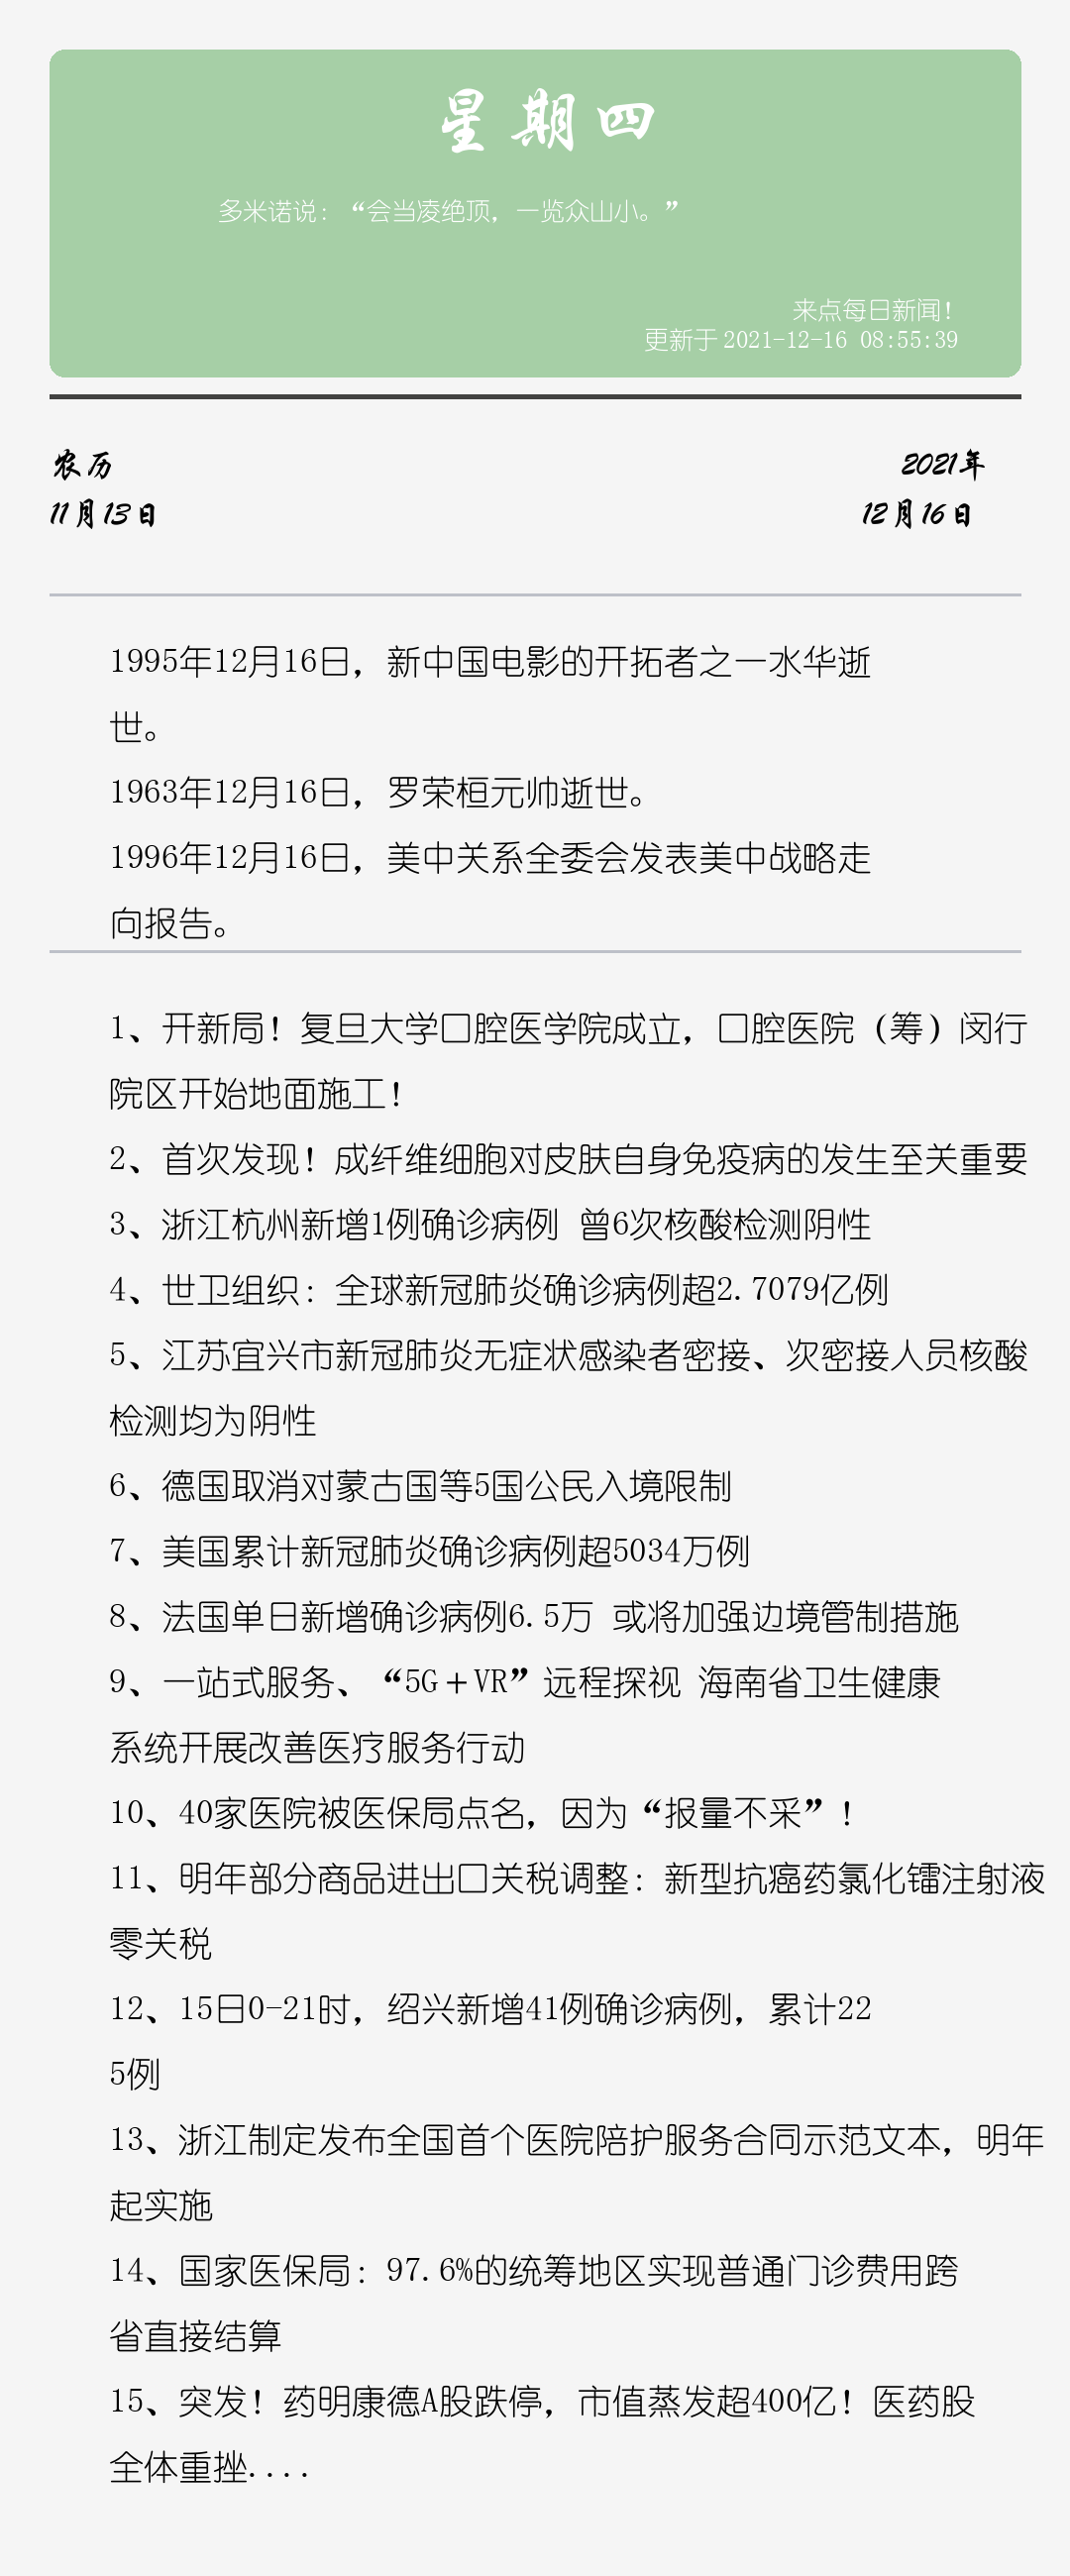 星期四
多米诺说：“会当凌绝顶，一览众山小。”
来点每日新闻！
更新于 2021-12-16 08:55:39
农历
2021年
11月13日
12月16日
1995年12月16日，新中国电影的开拓者之一水华逝
世。
1963年12月16日，罗荣桓元帅逝世。
1996年12月16日，美中关系全委会发表美中战略走
向报告。
1、开新局！复旦大学口腔医学院成立，口腔医院（筹）闵行
院区开始地面施工！
2、首次发现！成纤维细胞对皮肤自身免疫病的发生至关重要
3、浙江杭州新增1例确诊病例 曾6次核酸检测阴性
4、世卫组织：全球新冠肺炎确诊病例超2.7079亿例
5、江苏宜兴市新冠肺炎无症状感染者密接、次密接人员核酸
检测均为阴性
6、德国取消对蒙古国等5国公民入境限制
7、美国累计新冠肺炎确诊病例超5034万例
8、法国单日新增确诊病例6.5万 或将加强边境管制措施
9、一站式服务、“5G＋VR”远程探视 海南省卫生健康
系统开展改善医疗服务行动
10、40家医院被医保局点名，因为“报量不采”！
11、明年部分商品进出口关税调整：新型抗癌药氯化镭注射液
零关税
12、15日0-21时，绍兴新增41例确诊病例，累计22
5例
13、浙江制定发布全国首个医院陪护服务合同示范文本，明年
起实施
14、国家医保局：97.6%的统筹地区实现普通门诊费用跨
省直接结算
15、突发！药明康德A股跌停，市值蒸发超400亿！医药股
全体重挫....